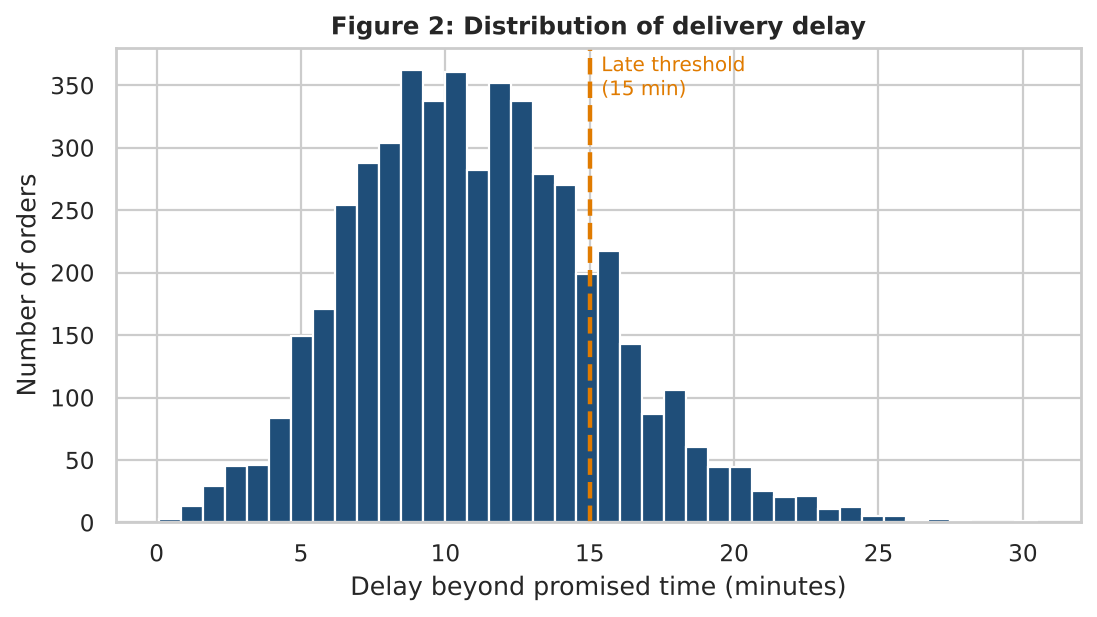 Figure 2: Distribution of delivery delay
Late threshold
(15 min)
350
300
250
200
150
100
50
0
Number of orders
0 5 10 15 20 25 30
Delay beyond promised time (minutes)